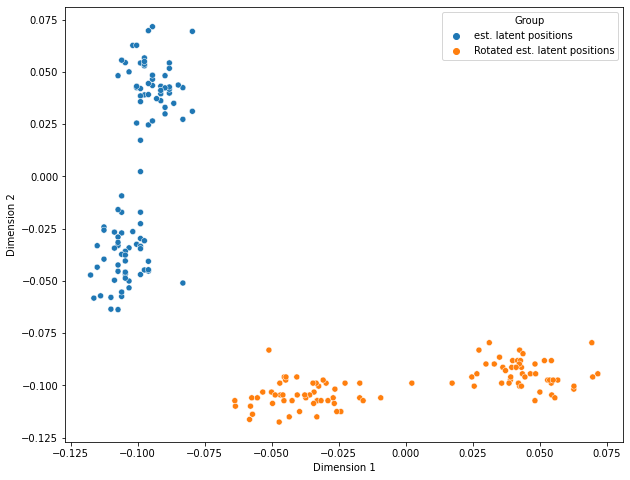 Group
est. latent positions
Rotated est. latent positions
0.075
0.050
0.025
0.000
−0.025
−0.050
−0.075
−0.100
−0.125
Dimension 2
−0.125 −0.100 −0.075 −0.050 −0.025 0.000 0.025 0.050 0.075
Dimension 1